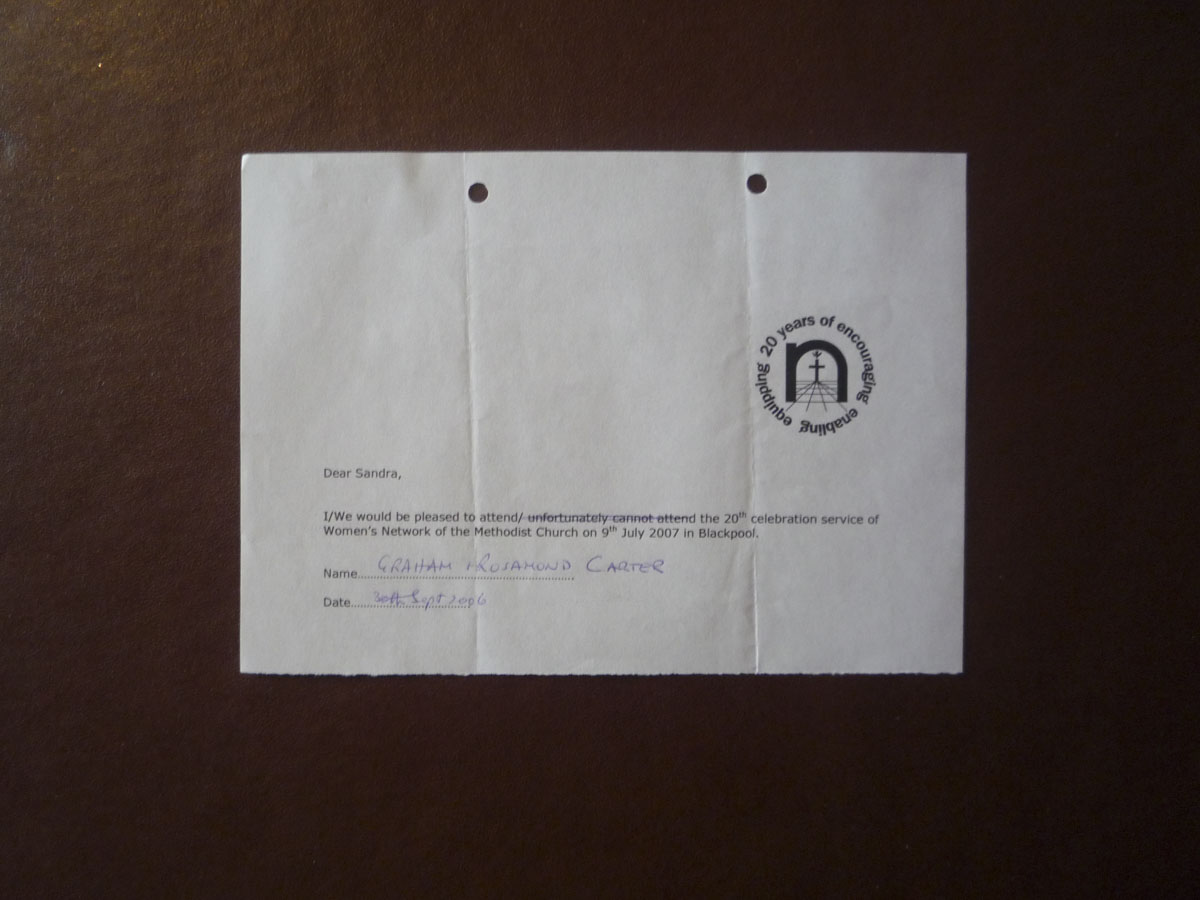 20 years of encouraging enabling equipping
n
Dear Sandra,
I/We would be pleased to attend/ unfortunately cannot attend the 20th celebration service of
Women's Network of the Methodist Church on 9th July 2007 in Blackpool.
Name GRAHAM + ROSAMOND CARTER
Date 30th Sept 2006